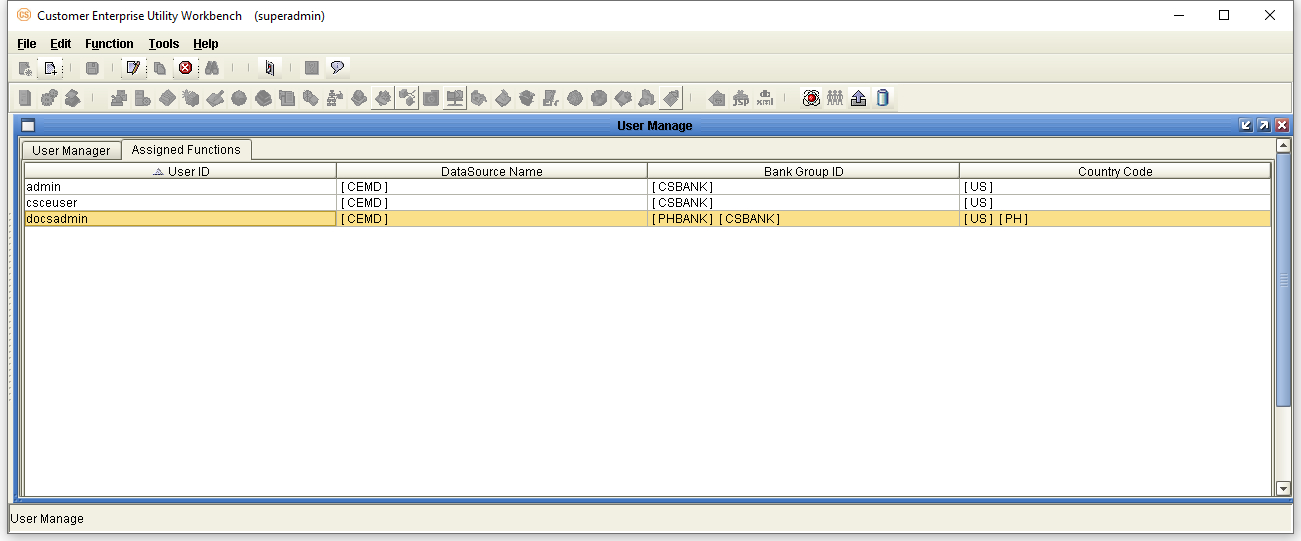 CS Customer Enterprise Utility Workbench (superadmin)
File Edit Function Tools Help
jsp db xml
User Manage
User Manager Assigned Functions
User ID DataSource Name Bank Group ID Country Code
admin [CEMD] [CSBANK] [US]
csceuser [CEMD] [CSBANK] [US]
docsadmin [CEMD] [PHBANK] [CSBANK] [US] [PH]
User Manage